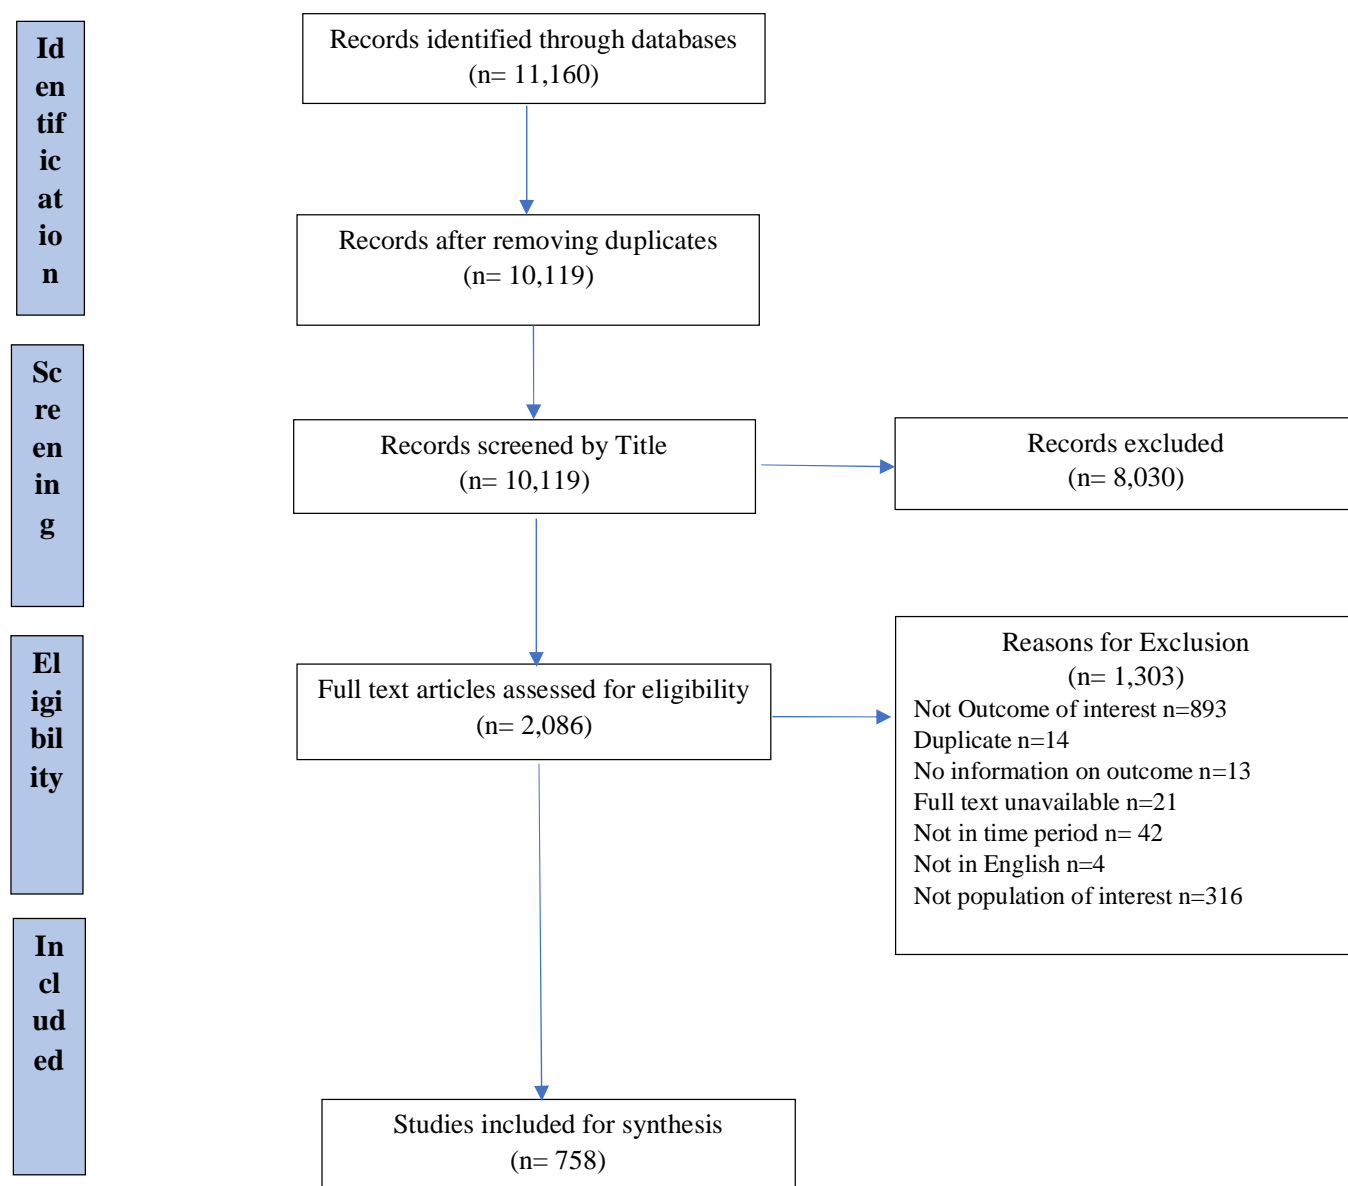 Id
en
tif
ic
at
io
n
Records identified through databases
(n= 11,160)
Records after removing duplicates
(n= 10,119)
Sc
re
en
in
g
Records screened by Title
(n= 10,119)
Records excluded
(n= 8,030)
El
igi
bil
ity
Full text articles assessed for eligibility
(n= 2,086)
Reasons for Exclusion
(n= 1,303)
Not Outcome of interest n=893
Duplicate n=14
No information on outcome n=13
Full text unavailable n=21
Not in time period n= 42
Not in English n=4
Not population of interest n=316
In
cl
ud
ed
Studies included for synthesis
(n= 758)